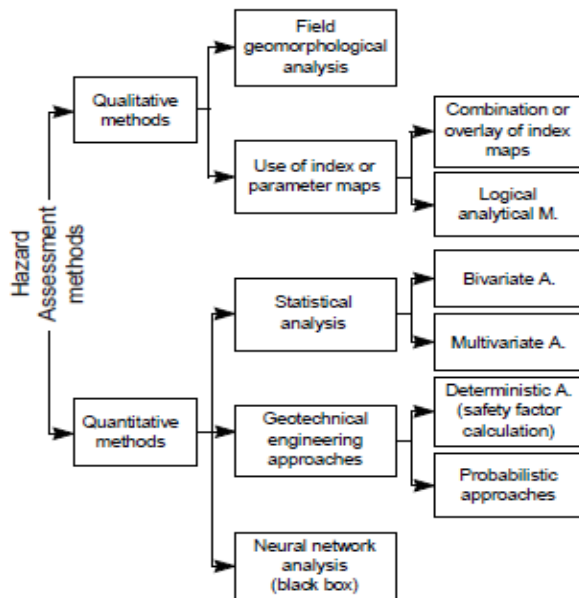 Hazard
Assessment
methods
Qualitative
methods
Field
geomorphological
analysis
Use of index or
parameter maps
Combination or
overlay of index
maps
Logical
analytical M.
Quantitative
methods
Statistical
analysis
Bivariate A.
Multivariate A.
Geotechnical
engineering
approaches
Deterministic A.
(safety factor
calculation)
Probabilistic
approaches
Neural network
analysis
(black box)